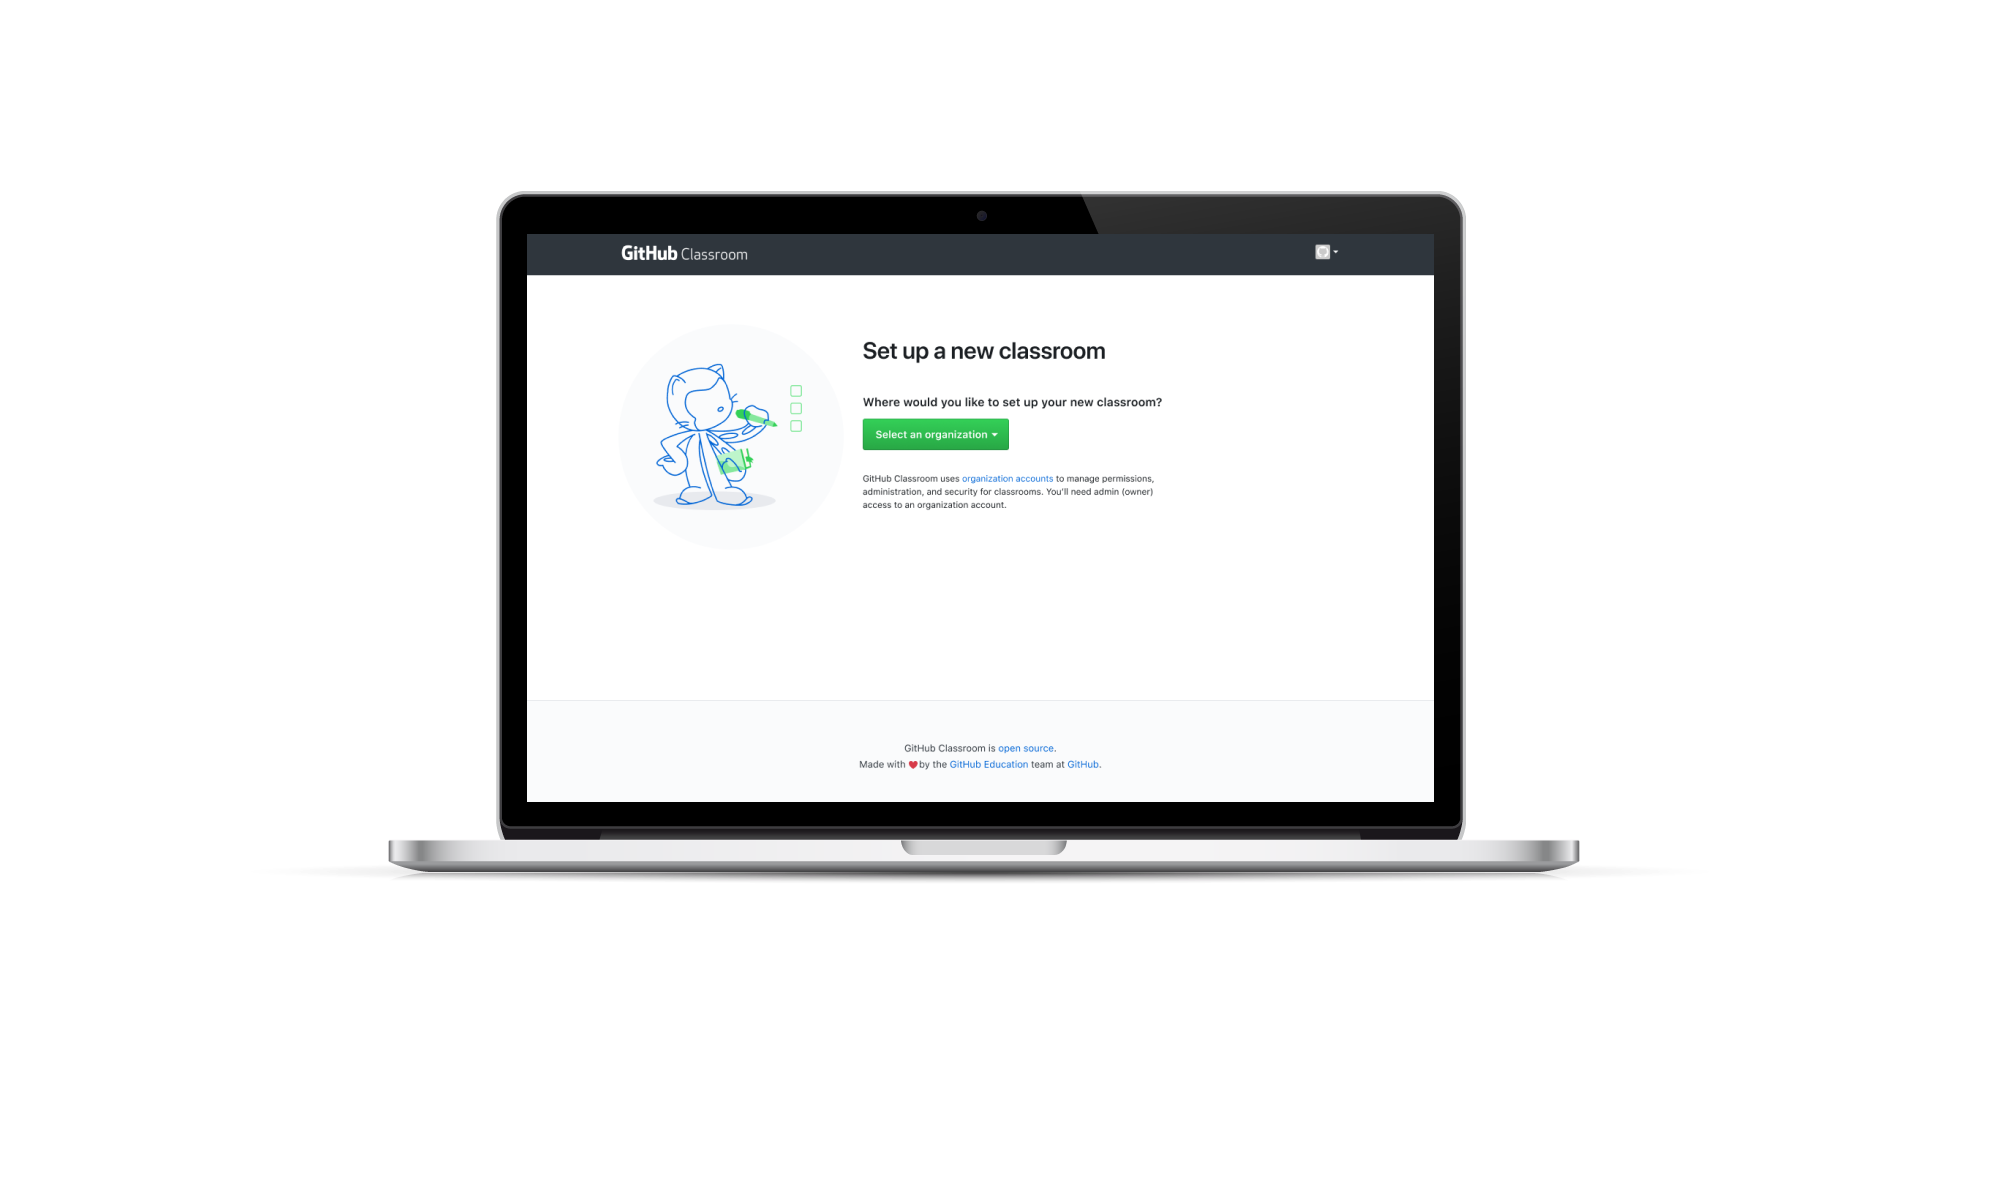 GitHub Classroom
Set up a new classroom
Where would you like to set up your new classroom?
Select an organization
GitHub Classroom uses organization accounts to manage permissions,
administration, and security for classrooms. You'll need admin (owner)
access to an organization account.
GitHub Classroom is open source.
Made with ❤ by the GitHub Education team at GitHub.